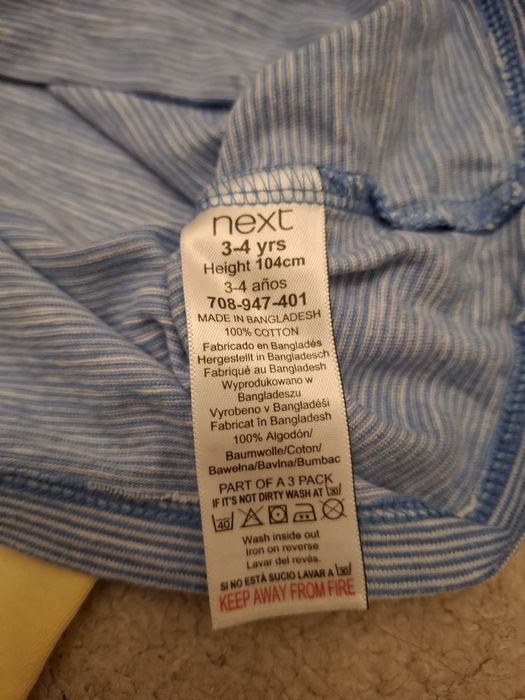 next
3-4 yrs
Height 104cm
3-4 años
708-947-401
MADE IN BANGLADESH
100% COTTON
Fabricado en Bangladés
Hergestellt in Bangladesch
Fabriqué au Bangladesh
Wyprodukowano w
Bangladeszu
Vyrobeno v Bangladéši
Fabricat în Bangladesh
100% Algodón/
Baumwolle/Coton/
Bawełna/Bavlna/Bumbac
PART OF A 3 PACK
IF IT'S NOT DIRTY WASH AT 30
40
Wash inside out
Iron on reverse
Lavar del revés.
SI NO ESTÁ SUCIO LAVAR A 30
KEEP AWAY FROM FIRE